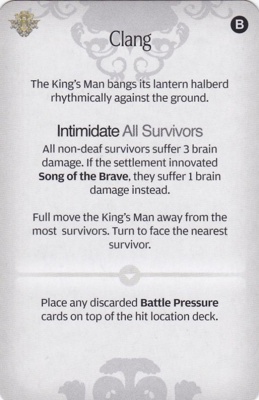 B
Clang
The King's Man bangs its lantern halberd
rhythmically against the ground.
Intimidate All Survivors
All non-deaf survivors suffer 3 brain
damage. If the settlement innovated
Song of the Brave, they suffer 1 brain
damage instead.
Full move the King's Man away from the
most survivors. Turn to face the nearest
survivor.
Place any discarded Battle Pressure
cards on top of the hit location deck.